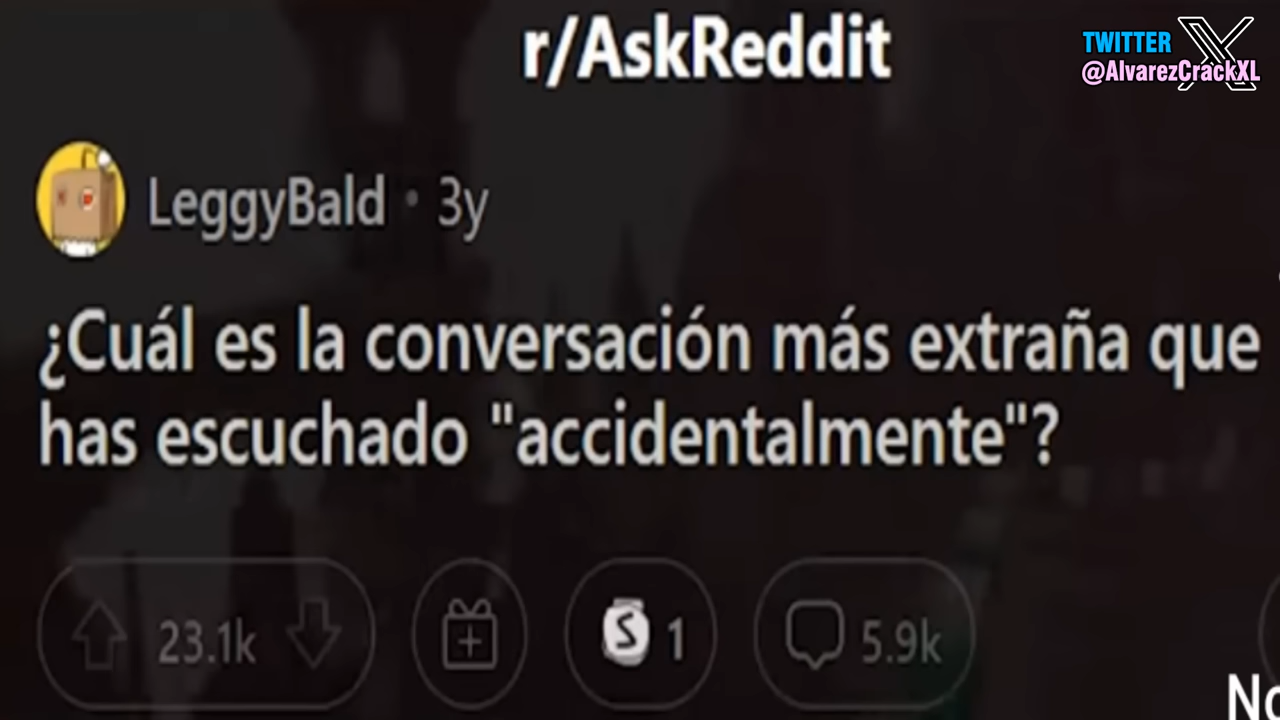 r/AskReddit
TWITTER
@AlvarezCrackXL
LeggyBald · 3y
¿Cuál es la conversación más extraña que
has escuchado "accidentalmente"?
23.1k
1
5.9k